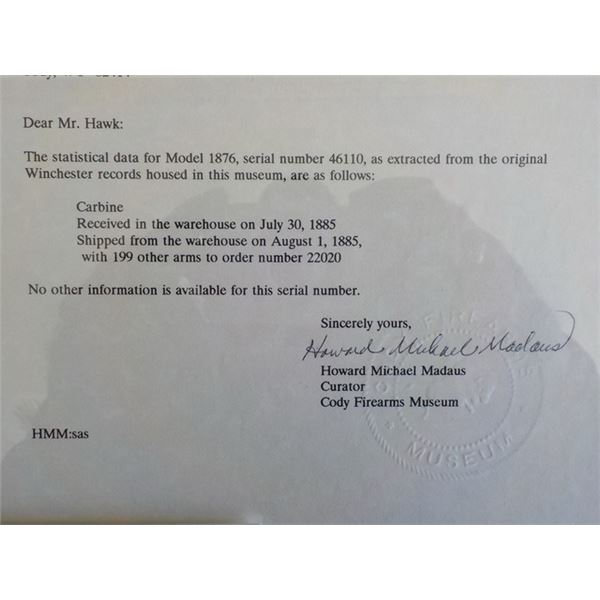 Dear Mr. Hawk:
The statistical data for Model 1876, serial number 46110, as extracted from the original
Winchester records housed in this museum, are as follows:
Carbine
Received in the warehouse on July 30, 1885
Shipped from the warehouse on August 1, 1885,
with 199 other arms to order number 22020
No other information is available for this serial number.
Sincerely yours,
Howard Michael Madaus
Howard Michael Madaus
Curator
Cody Firearms Museum
HMM:sas
MUSEUM